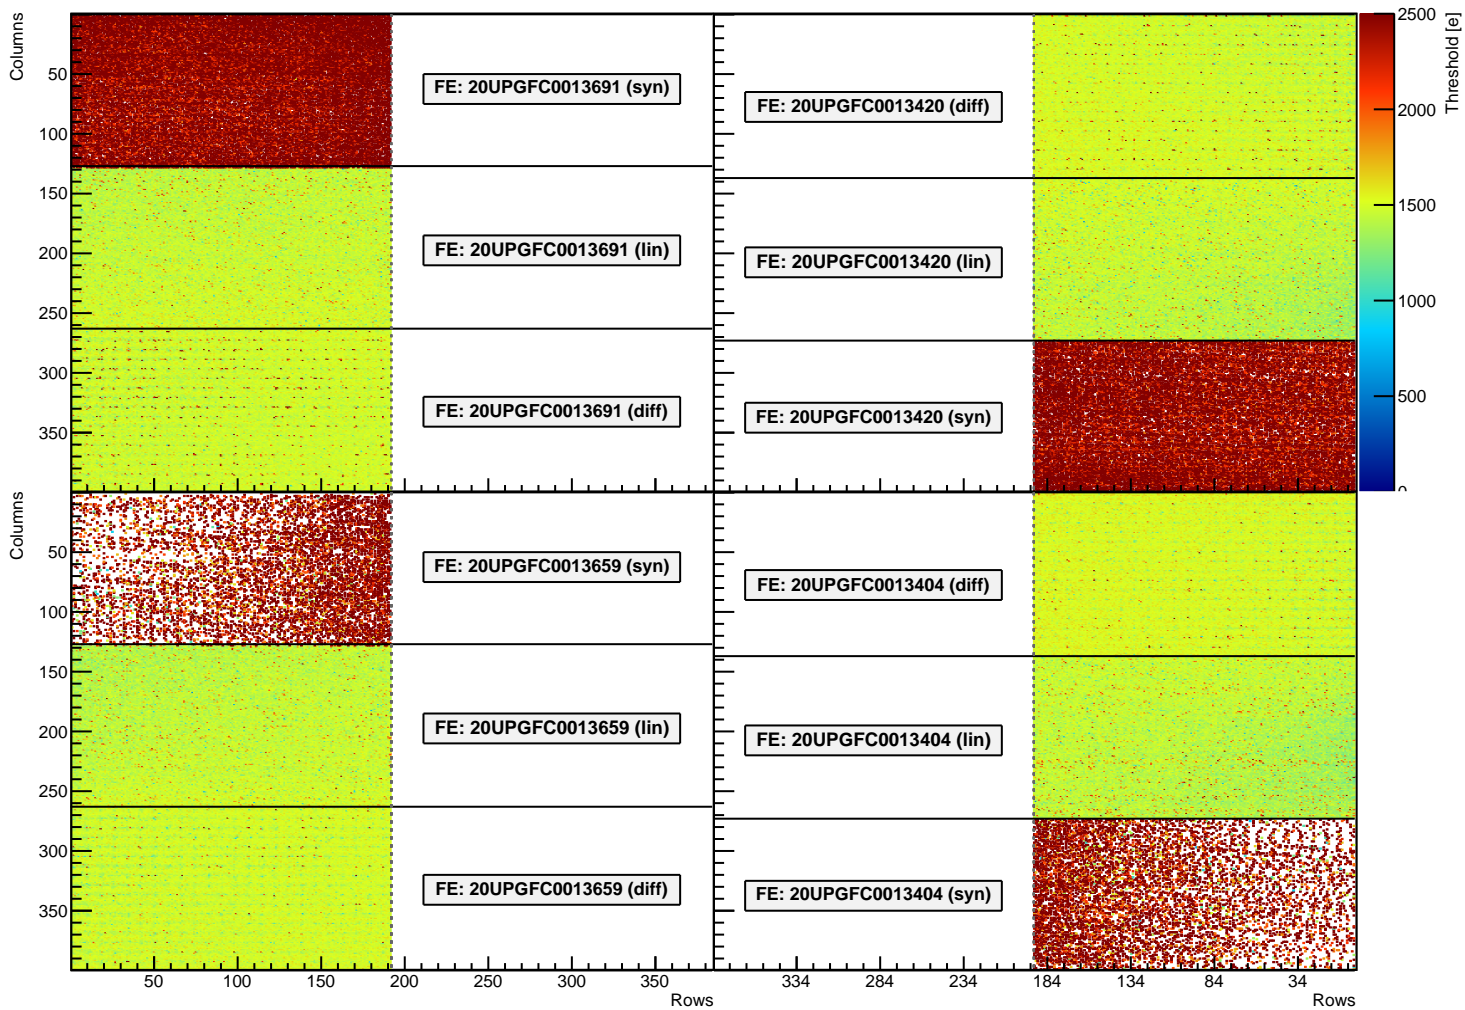 Columns
50
100
150
200
250
300
350
FE: 20UPGFC0013691 (syn)
FE: 20UPGFC0013691 (lin)
FE: 20UPGFC0013691 (diff)
FE: 20UPGFC0013420 (diff)
FE: 20UPGFC0013420 (lin)
FE: 20UPGFC0013420 (syn)
2500
2000
1500
1000
500
0
Threshold [e]
Columns
50
100
150
200
250
300
350
FE: 20UPGFC0013659 (syn)
FE: 20UPGFC0013659 (lin)
FE: 20UPGFC0013659 (diff)
FE: 20UPGFC0013404 (diff)
FE: 20UPGFC0013404 (lin)
FE: 20UPGFC0013404 (syn)
50 100 150 200 250 300 350
Rows
334 284 234 184 134 84 34
Rows